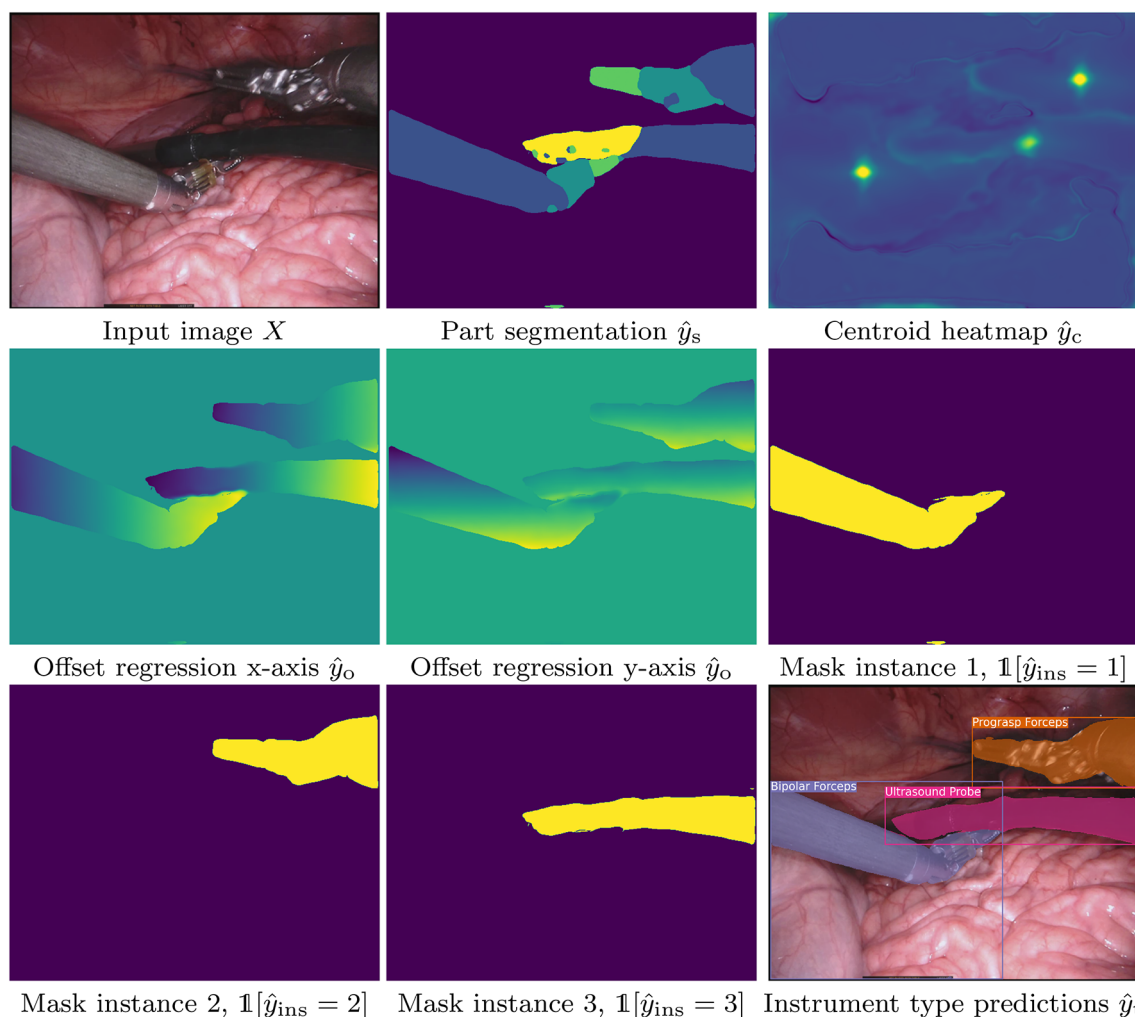 Input image X
Part segmentation ŷs
Centroid heatmap ŷc
Offset regression x-axis ŷo
Offset regression y-axis ŷo
Mask instance 1, 𝟙[ŷins = 1]
Prograsp Forceps
Bipolar Forceps
Ultrasound Probe
Mask instance 2, 𝟙[ŷins = 2]
Mask instance 3, 𝟙[ŷins = 3]
Instrument type predictions ŷ